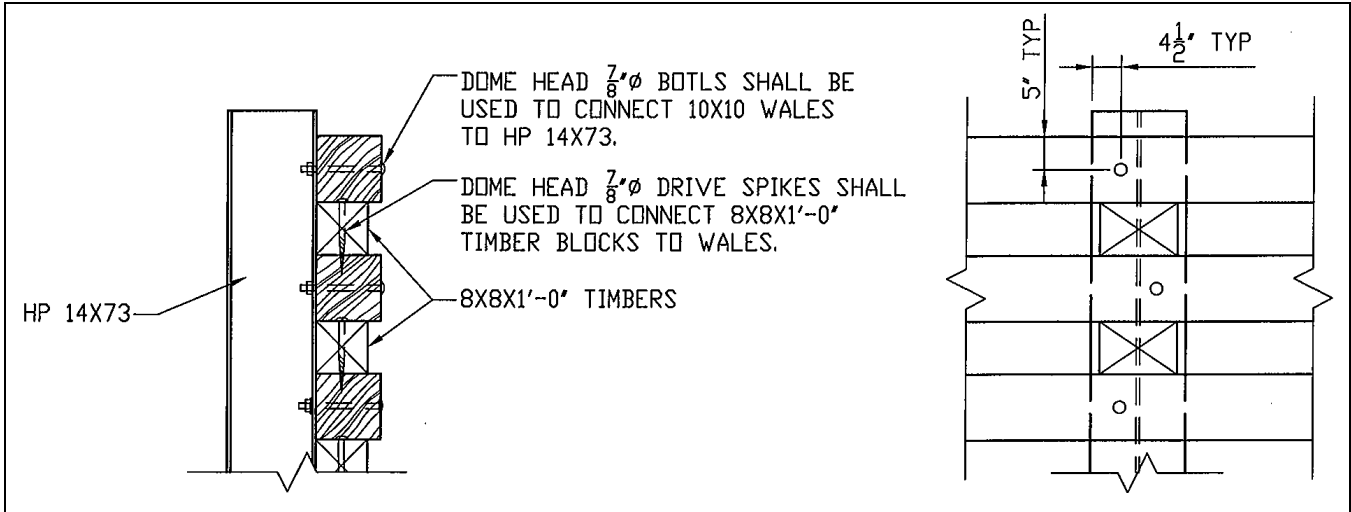 DOME HEAD 7/8"Ø BOTLS SHALL BE
USED TO CONNECT 10X10 WALES
TO HP 14X73.
DOME HEAD 7/8"Ø DRIVE SPIKES SHALL
BE USED TO CONNECT 8X8X1'-0"
TIMBER BLOCKS TO WALES.
8X8X1'-0" TIMBERS
HP 14X73
5" TYP
4 1/2" TYP